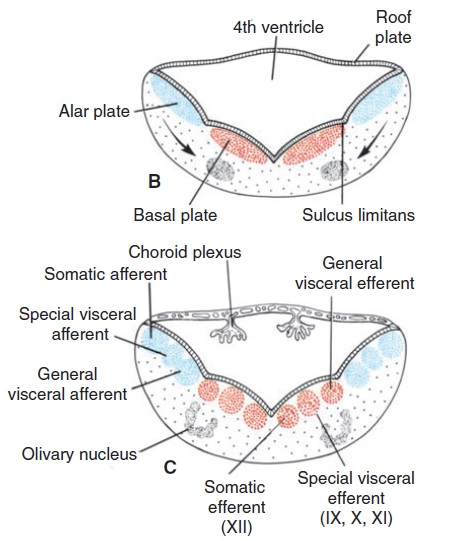 4th ventricle
Roof
plate
Alar plate
B
Basal plate
Sulcus limitans
Choroid plexus
Somatic afferent
General
visceral efferent
Special visceral
afferent
General
visceral afferent
Olivary nucleus
C
Somatic
efferent
(XII)
Special visceral
efferent
(IX, X, XI)